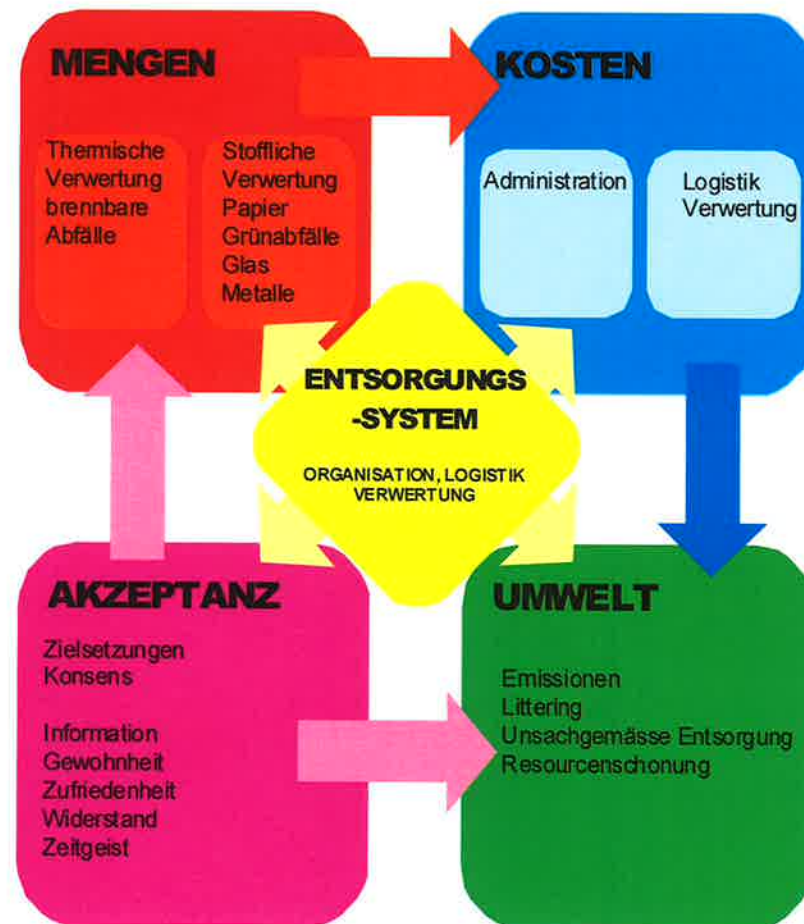 MENGEN
Thermische
Verwertung
brennbare
Abfälle
Stoffliche
Verwertung
Papier
Grünabfälle
Glas
Metalle
KOSTEN
Administration
Logistik
Verwertung
ENTSORGUNGS
-SYSTEM
ORGANISATION, LOGISTIK
VERWERTUNG
AKZEPTANZ
Zielsetzungen
Konsens
Information
Gewohnheit
Zufriedenheit
Widerstand
Zeitgeist
UMWELT
Emissionen
Littering
Unsachgemässe Entsorgung
Resourcenschonung